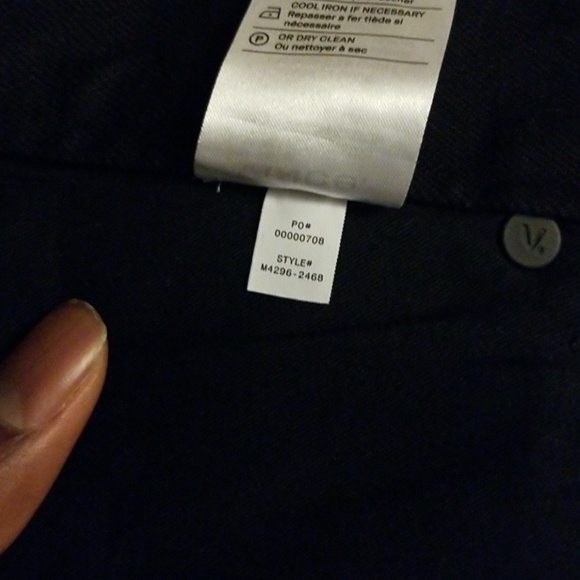 COOL IRON IF NECESSARY
Repasser a fer tiède si
nécessaire
P OR DRY CLEAN
Ou nettoyer à sec
PO#
00000708
STYLE#
M4296-2468
V.